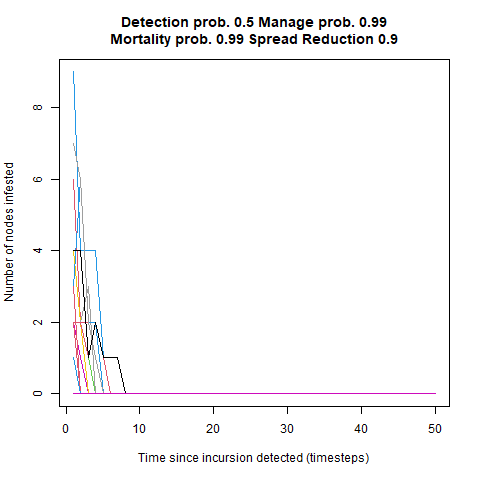 Detection prob. 0.5 Manage prob. 0.99
Mortality prob. 0.99 Spread Reduction 0.9
Number of nodes infested
8
6
4
2
0
0 10 20 30 40 50
Time since incursion detected (timesteps)